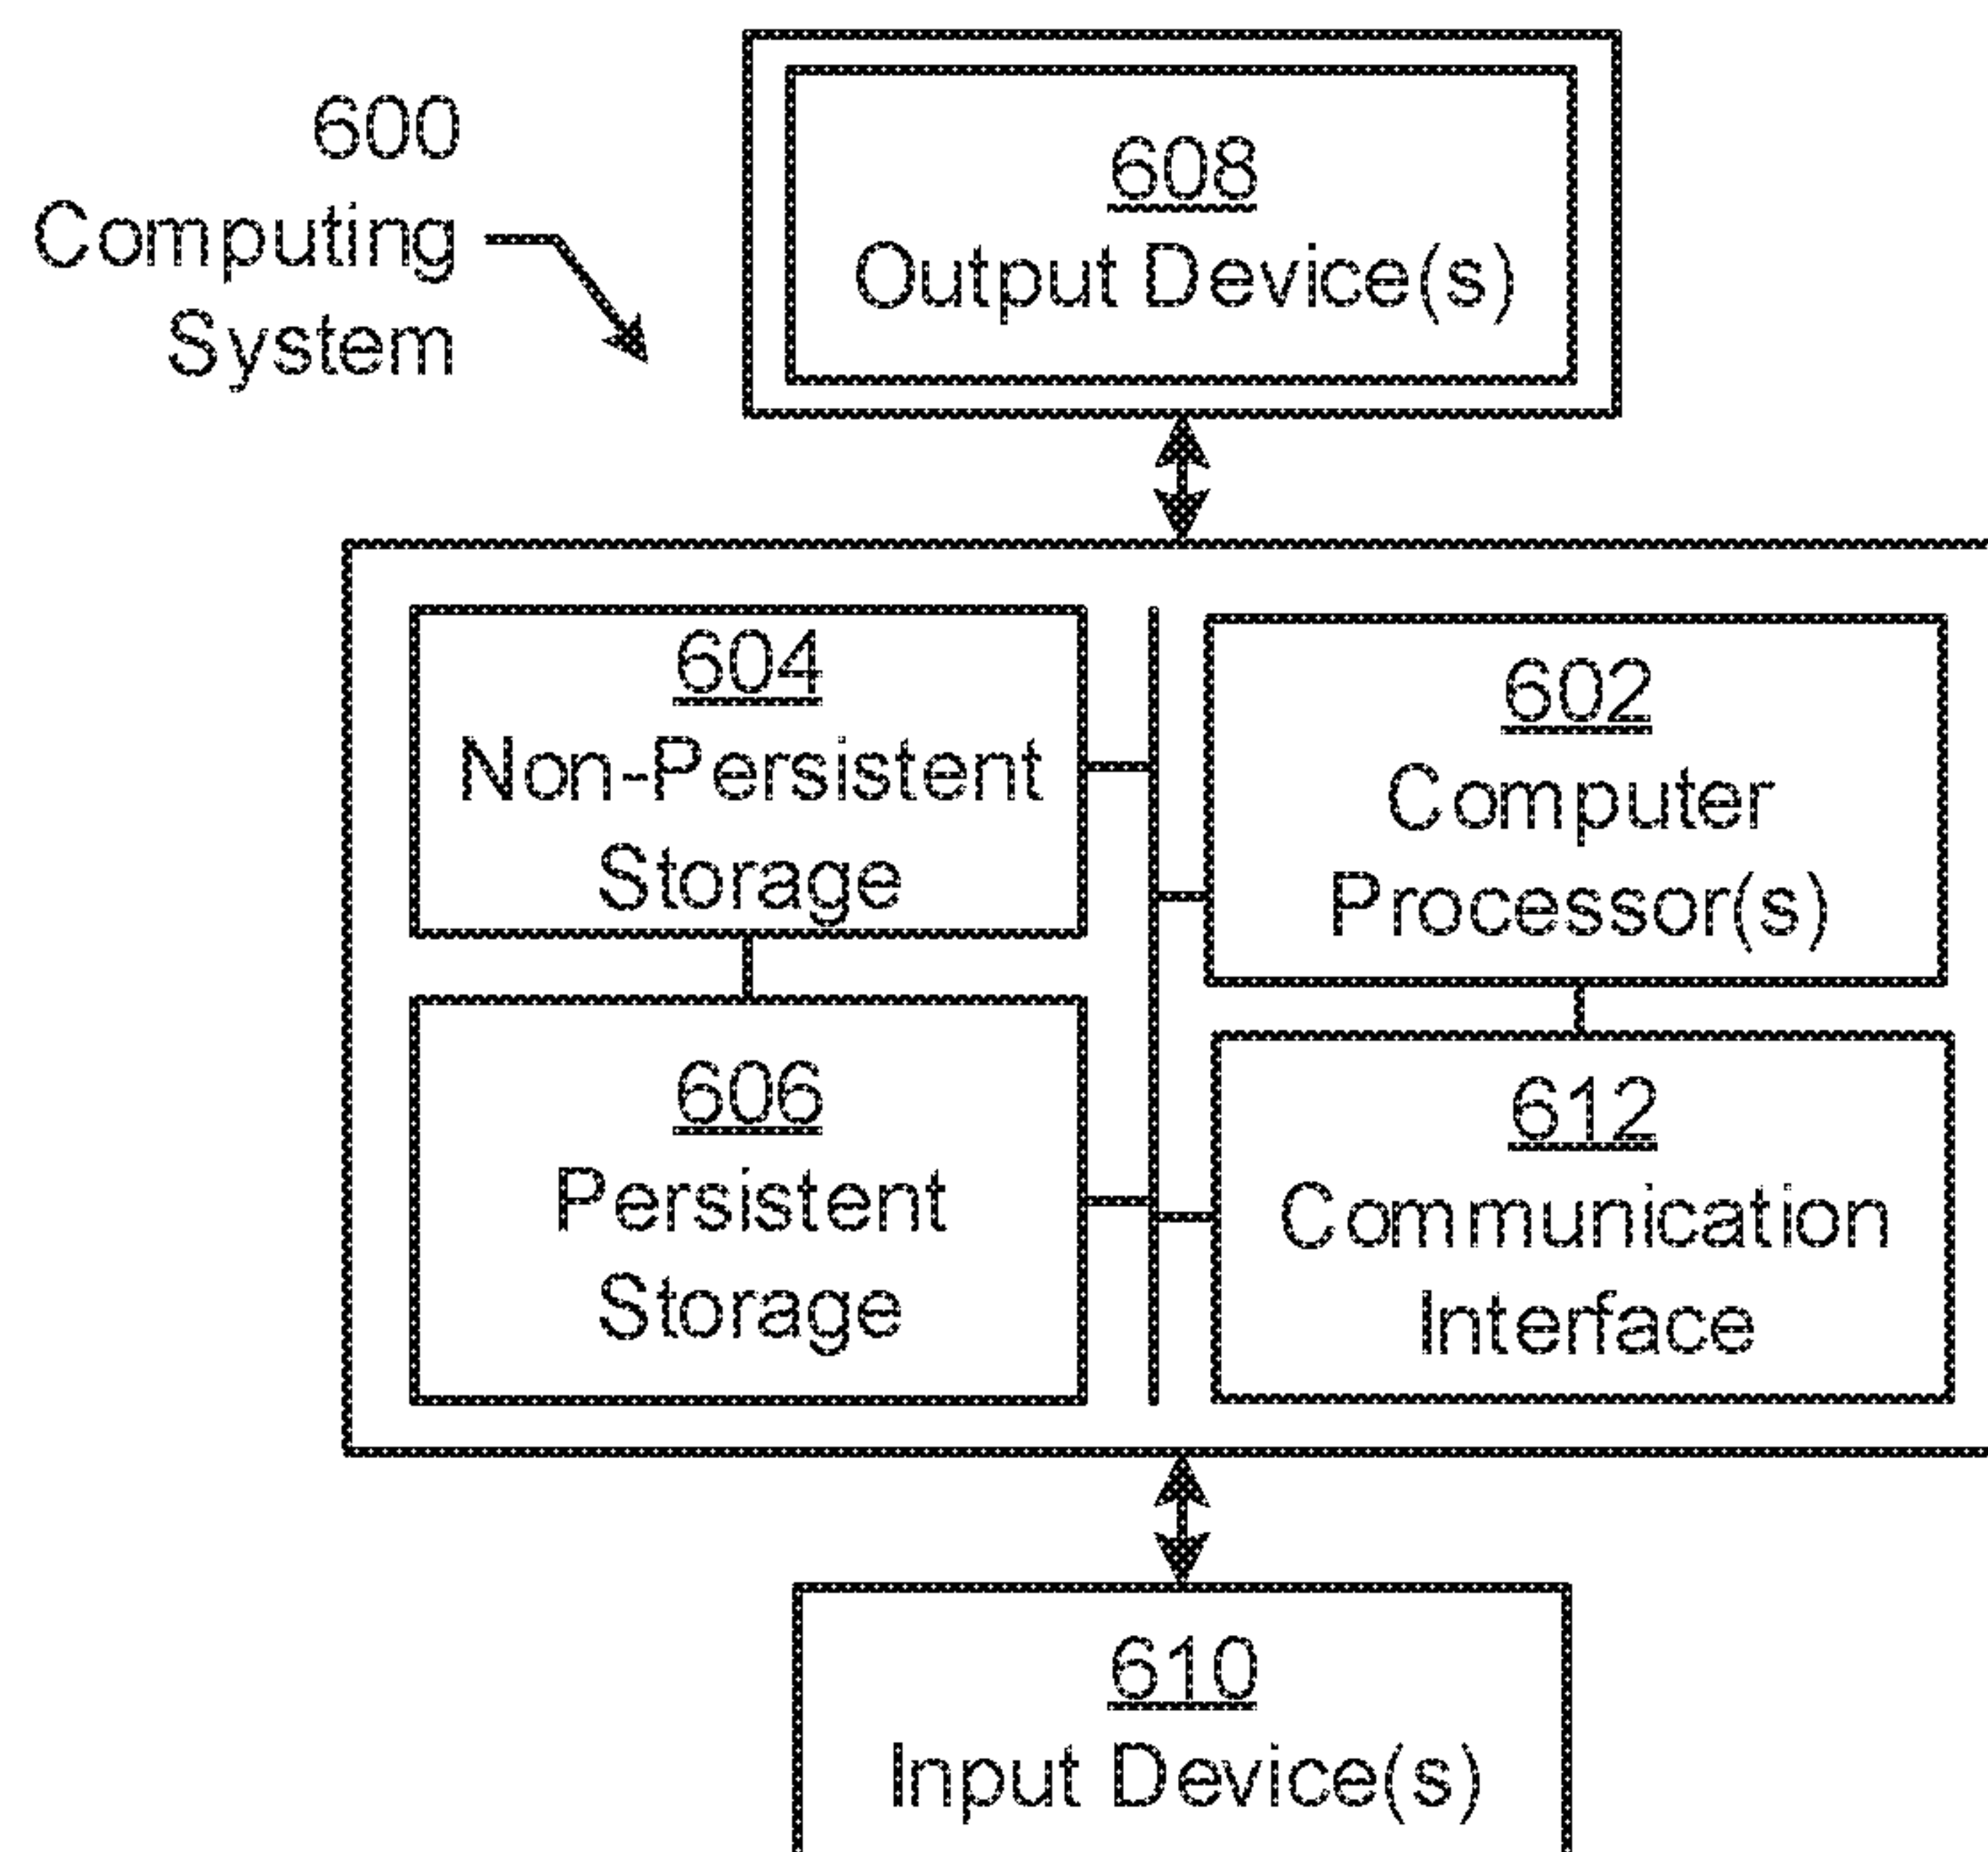 600
Computing
System
608
Output Device(s)
604
Non-Persistent
Storage
602
Computer
Processor(s)
606
Persistent
Storage
612
Communication
Interface
610
Input Device(s)